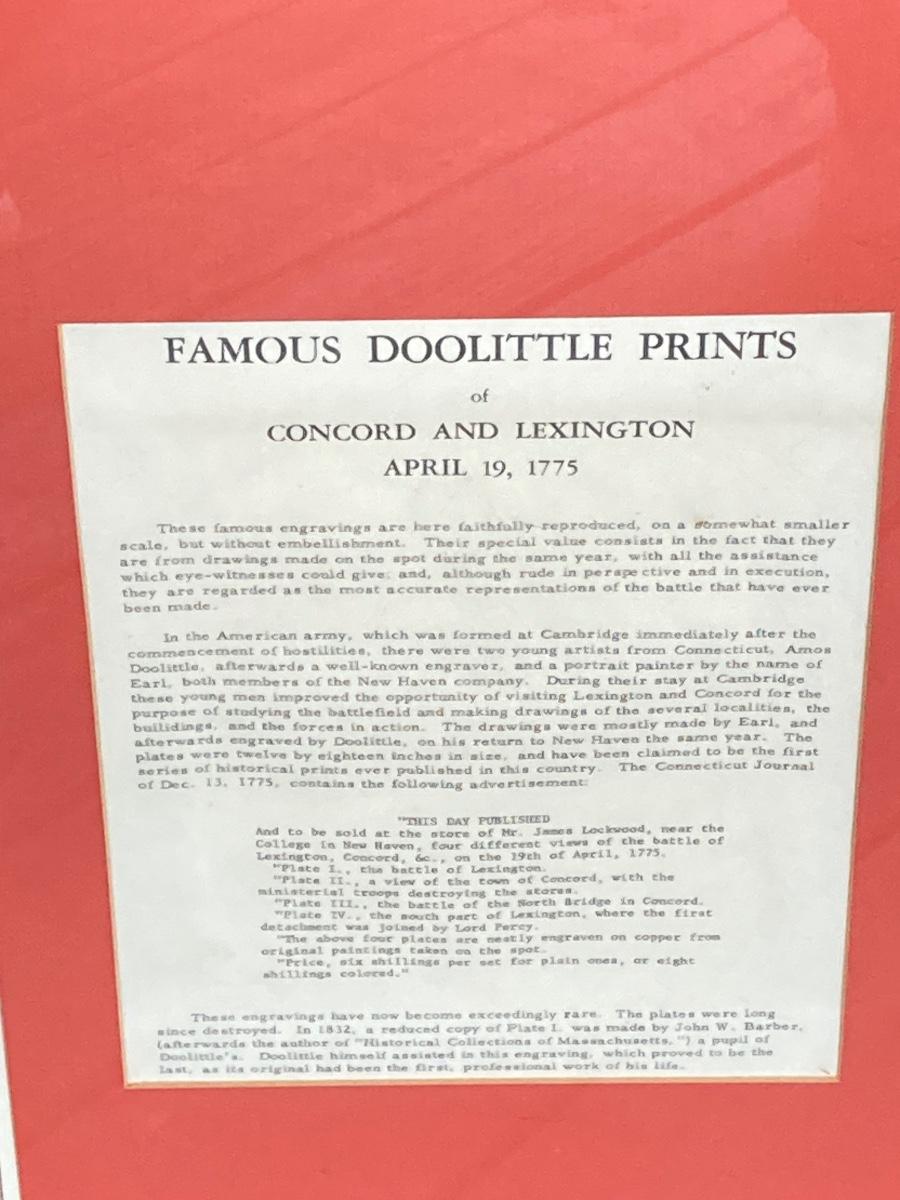 FAMOUS DOOLITTLE PRINTS
of
CONCORD AND LEXINGTON
APRIL 19, 1775
These famous engravings are here faithfully reproduced, on a somewhat smaller
scale, but without embellishment. Their special value consists in the fact that they
are from drawings made on the spot during the same year, with all the assistance
which eye-witnesses could give; and, although rude in perspective and in execution,
they are regarded as the most accurate representations of the battle that have ever
been made.
In the American army, which was formed at Cambridge immediately after the
commencement of hostilities, there were two young artists from Connecticut, Amos
Doolittle, afterwards a well-known engraver, and a portrait painter by the name of
Earl, both members of the New Haven company. During their stay at Cambridge
these young men improved the opportunity of visiting Lexington and Concord for the
purpose of studying the battlefield and making drawings of the several localities, the
builidings, and the forces in action. The drawings were mostly made by Earl, and
afterwards engraved by Doolittle, on his return to New Haven the same year. The
plates were twelve by eighteen inches in size, and have been claimed to be the first
series of historical prints ever published in this country. The Connecticut Journal
of Dec. 13, 1775, contains the following advertisement:
"THIS DAY PUBLISHED
And to be sold at the store of Mr. James Lockwood, near the
College in New Haven, four different views of the battle of
Lexington, Concord, &c., on the 19th of April, 1775.
"Plate I., the battle of Lexington.
"Plate II., a view of the town of Concord, with the
ministerial troops destroying the stores.
"Plate III., the battle of the North Bridge in Concord.
"Plate IV., the south part of Lexington, where the first
detachment was joined by Lord Percy.
"The above four plates are neatly engraven on copper from
original paintings taken on the spot.
"Price, six shillings per set for plain ones, or eight
shillings colored."
These engravings have now become exceedingly rare. The plates were long
since destroyed. In 1832, a reduced copy of Plate I. was made by John W. Barber,
(afterwards the author of "Historical Collections of Massachusetts,") a pupil of
Doolittle's. Doolittle himself assisted in this engraving, which proved to be the
last, as its original had been the first, professional work of his life.